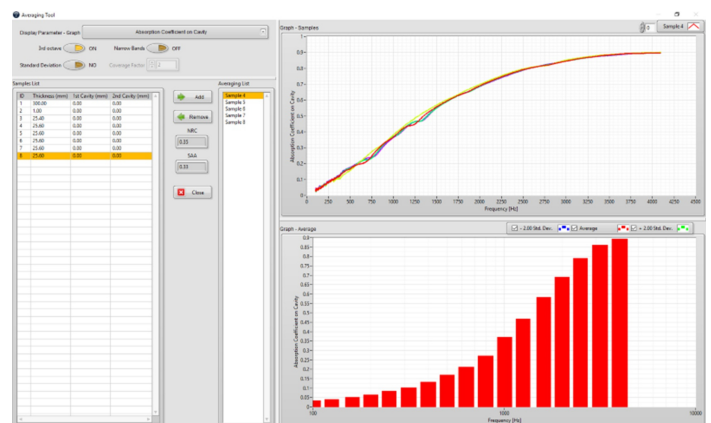 Averaging Tool
Display Parameter - Graph Absorption Coefficient on Cavity
3rd octave ON Narrow Bands OFF
Standard Deviation NO Coverage Factor 2
Samples List
ID Thickness (mm) 1st Cavity (mm) 2nd Cavity (mm)
1 100.00 0.00 0.00
2 1.00 0.00 0.00
3 25.40 0.00 0.00
4 25.60 0.00 0.00
5 25.60 0.00 0.00
6 25.60 0.00 0.00
7 25.60 0.00 0.00
8 25.60 0.00 0.00
Add
Remove
NRC
0.35
SAA
0.33
Close
Averaging List
Sample 4
Sample 5
Sample 6
Sample 7
Sample 8
Graph - Samples
0 Sample 4
Absorption Coefficient on Cavity
1
0.9
0.8
0.7
0.6
0.5
0.4
0.3
0.2
0.1
0
0 250 500 750 1000 1250 1500 1750 2000 2250 2500 2750 3000 3250 3500 3750 4000 4250 4500
Frequency [Hz]
Graph - Average
- 2.00 Std. Dev. Average + 2.00 Std. Dev.
Absorption Coefficient on Cavity
0.9
0.85
0.8
0.75
0.7
0.65
0.6
0.55
0.5
0.45
0.4
0.35
0.3
0.25
0.2
0.15
0.1
0.05
0
100 1000 10000
Frequency [Hz]